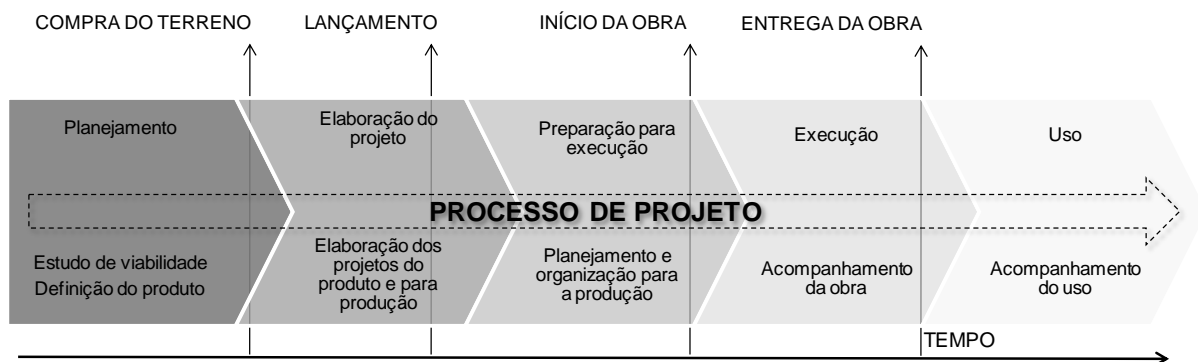 COMPRA DO TERRENO
LANÇAMENTO
INÍCIO DA OBRA
ENTREGA DA OBRA
Planejamento
Elaboração do
projeto
Preparação para
execução
Execução
Uso
PROCESSO DE PROJETO
Estudo de viabilidade
Definição do produto
Elaboração dos
projetos do
produto e para
produção
Planejamento e
organização para
a produção
Acompanhamento
da obra
Acompanhamento
do uso
TEMPO